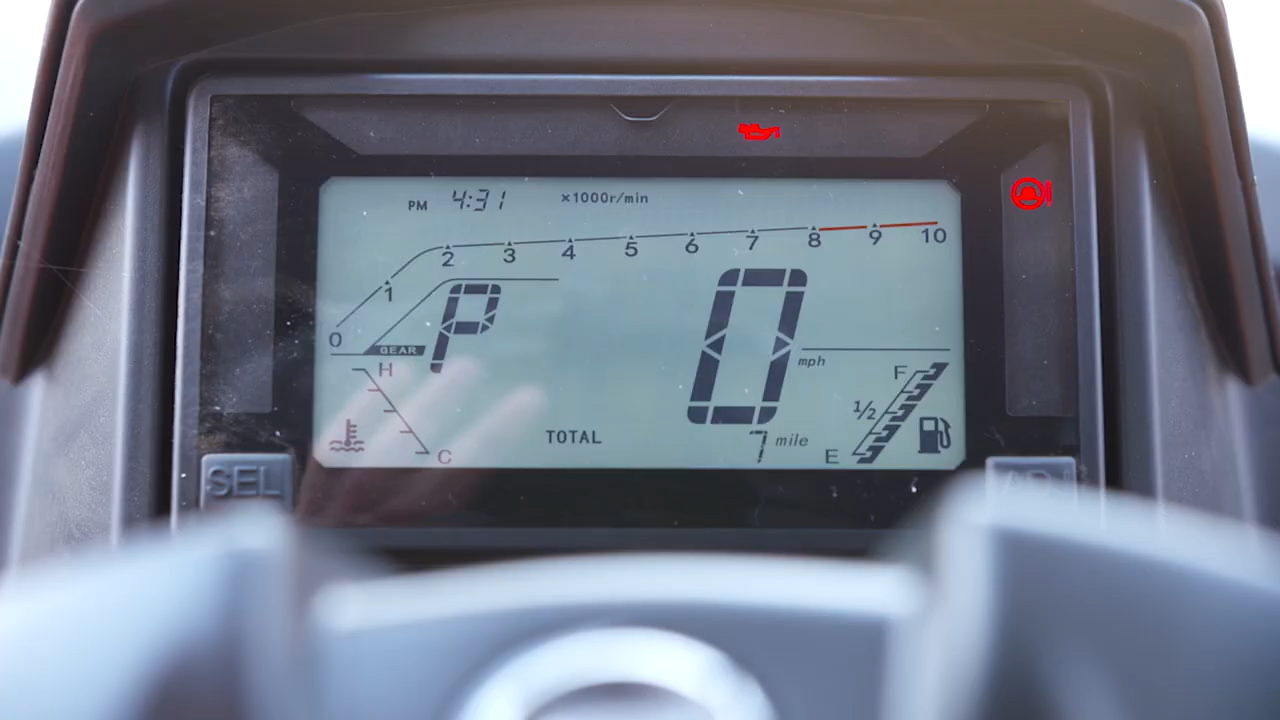 PM 4:31 ×1000r/min
0 1 2 3 4 5 6 7 8 9 10
GEAR P 0 mph
H
C
F
1/2
E
TOTAL 7 mile
SEL